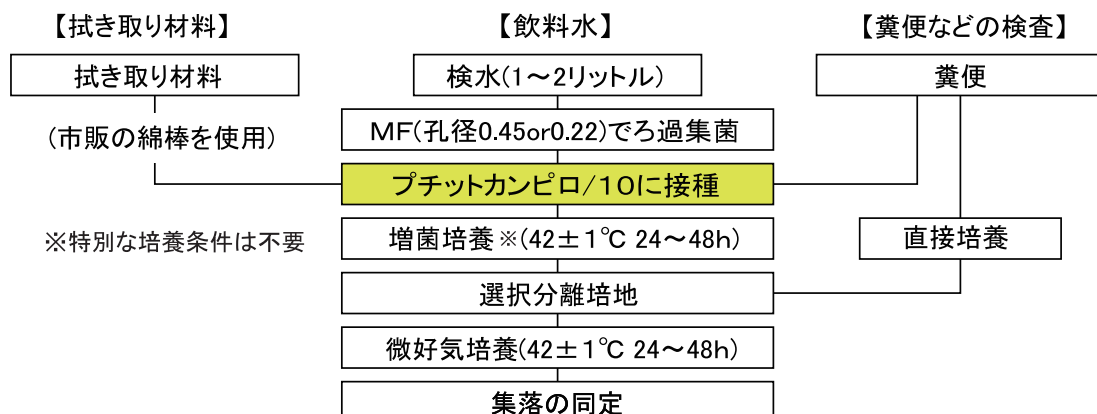 【拭き取り材料】
拭き取り材料
(市販の綿棒を使用)
※特別な培養条件は不要
【飲料水】
検水(1～2リットル)
MF(孔径0.45or0.22)でろ過集菌
プチットカンピロ/10に接種
増菌培養※(42±1℃ 24～48h)
選択分離培地
微好気培養(42±1℃ 24～48h)
集落の同定
【糞便などの検査】
糞便
直接培養